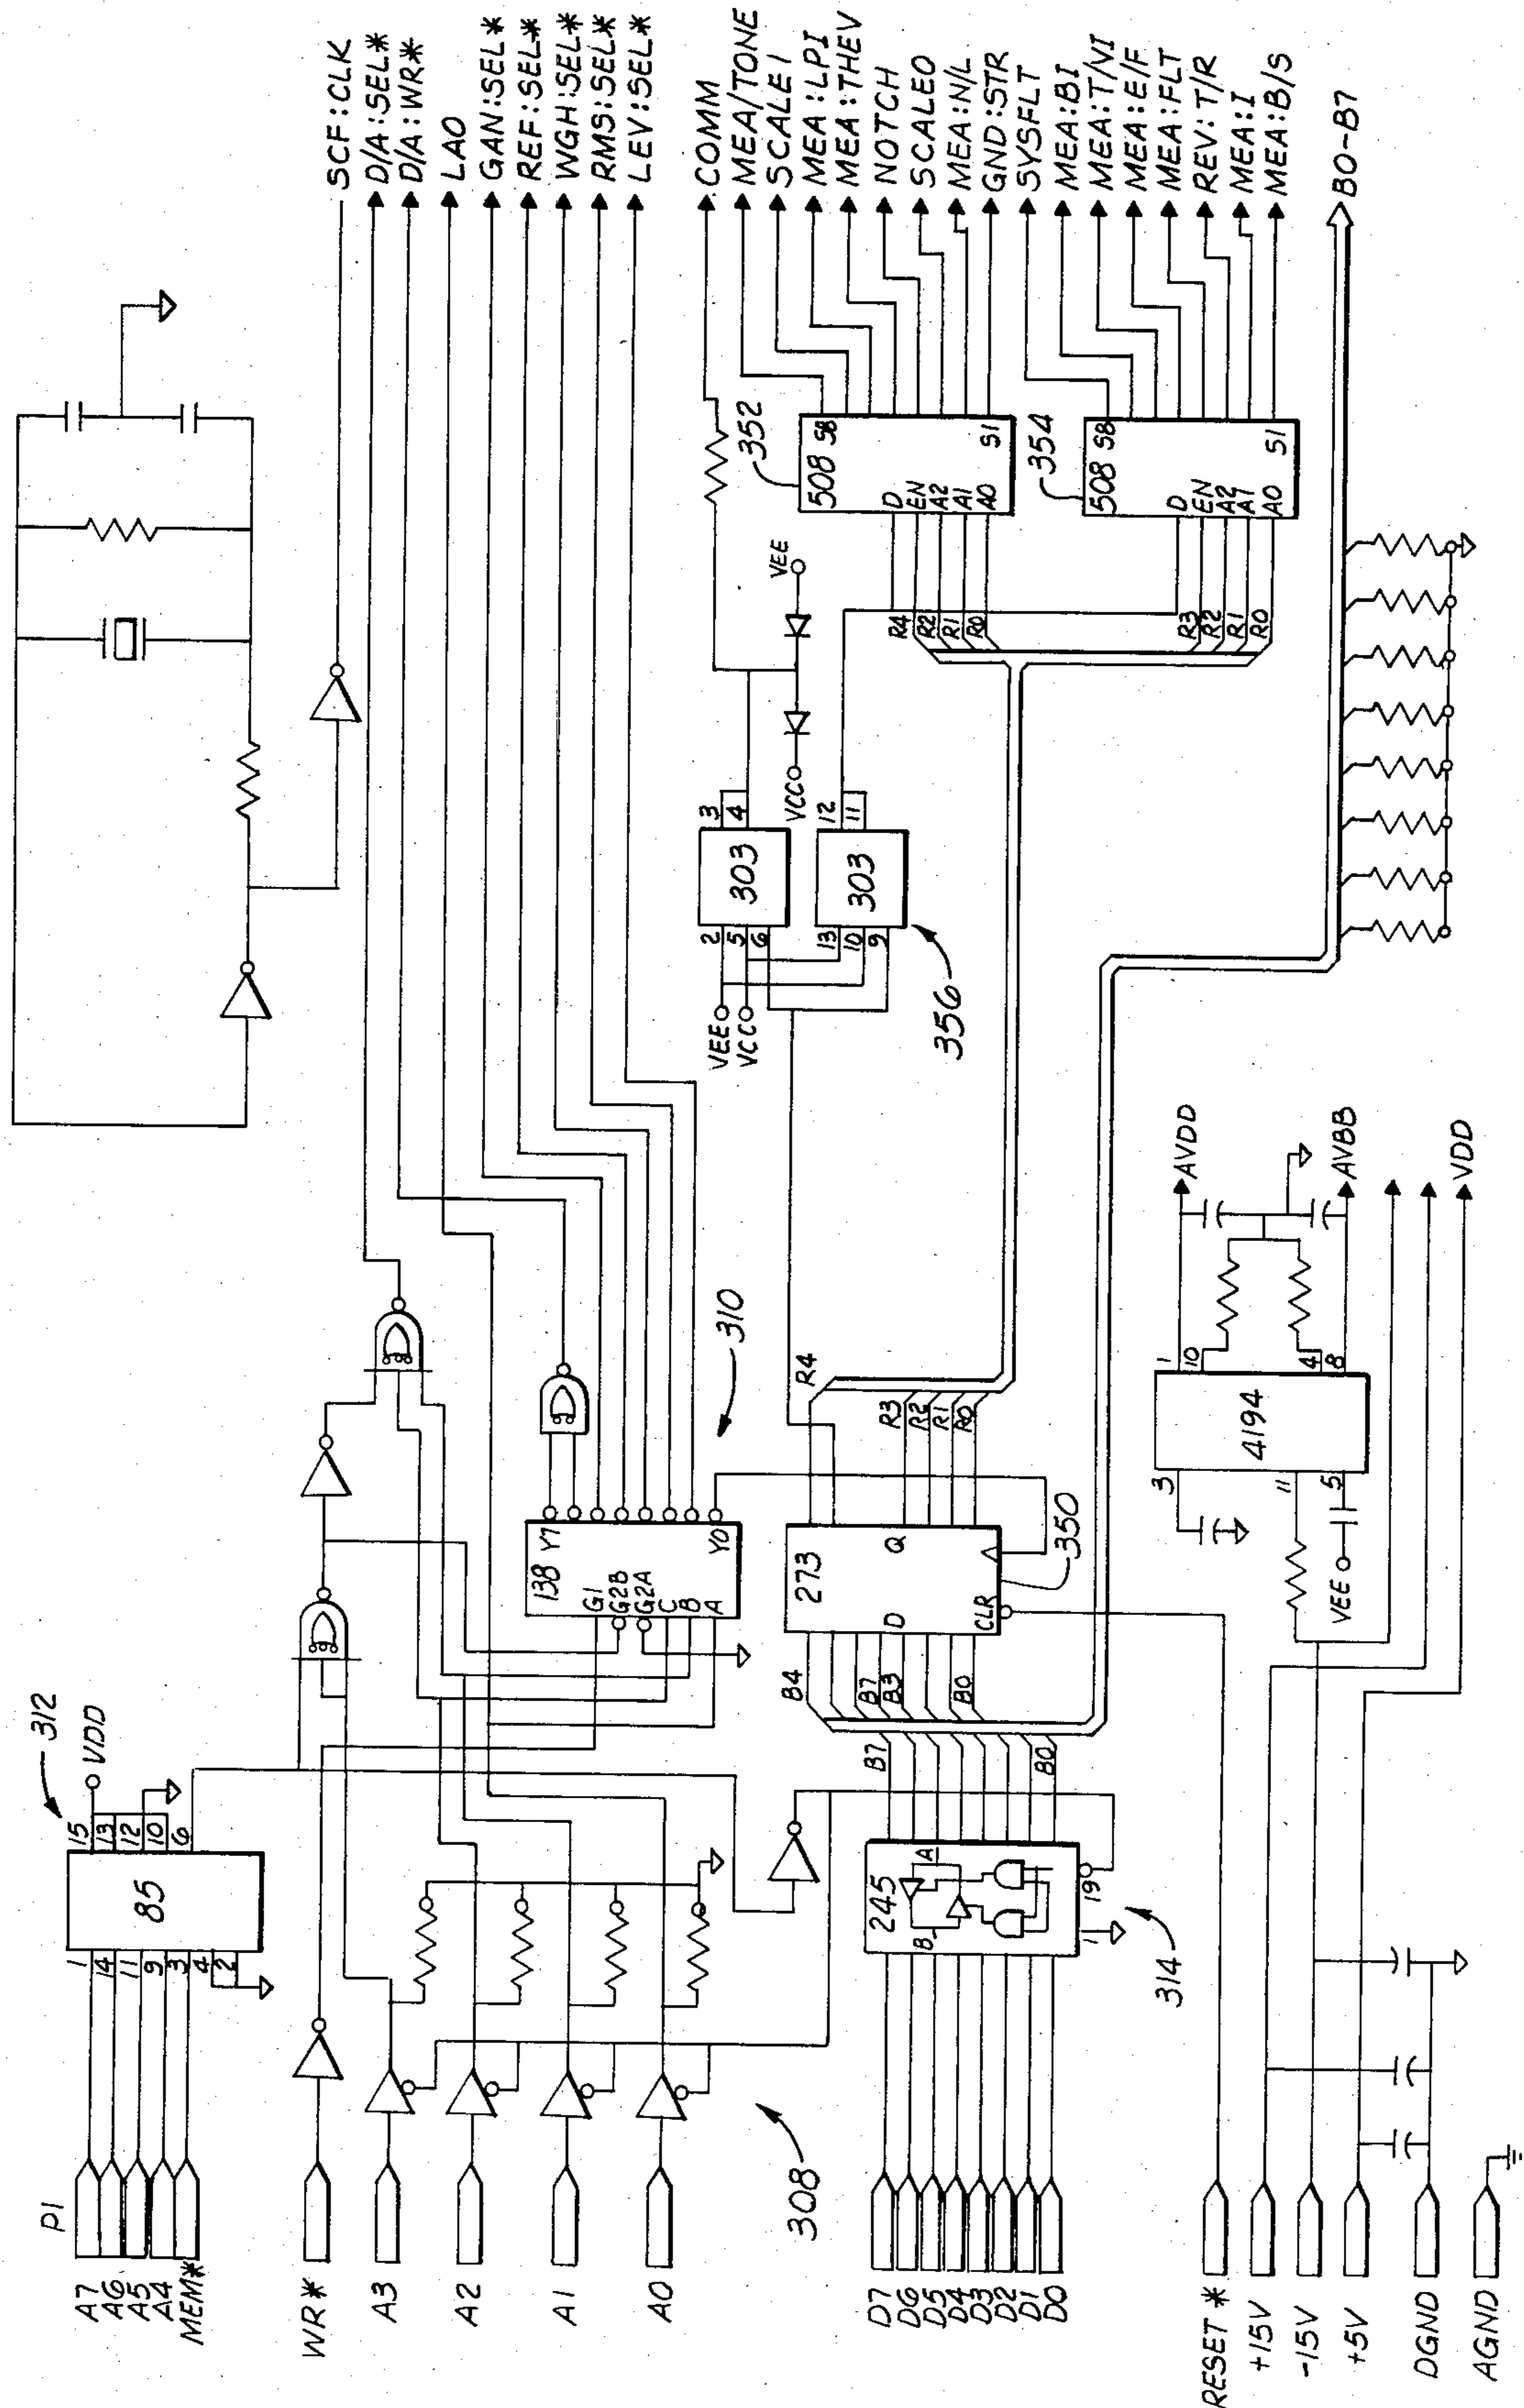 P1
A7
A6
A5
A4
MEM*
1
14
11
9
3
4
2
85
15
13
12
10
6
VDD
312
WR*
A3
A2
A1
A0
308
138
Y7
G1
G2B
G2A
C
B
A
Y0
310
SCF:CLK
D/A:SEL*
D/A:WR*
LA0
GAN:SEL*
REF:SEL*
WGH:SEL*
RMS:SEL*
LEV:SEL*
D7
D6
D5
D4
D3
D2
D1
D0
245
A
B
1
19
314
B7
B0
B4
B7
B3
B0
273
D
Q
CLR
350
R4
R3
R2
R1
R0
VEE
VCC
2
5
6
303
3
4
13
10
9
303
12
11
356
VCC
VEE
R4
R2
R1
R0
R3
R2
R1
R0
508
S8
D
EN
A2
A1
A0
S1
352
508
S8
D
EN
A2
A1
A0
S1
354
COMM
MEA/TONE
SCALE1
MEA:LPI
MEA:THEV
NOTCH
SCALE0
MEA:N/L
GND:STR
SYSFLT
MEA:BI
MEA:T/VI
MEA:E/F
MEA:FLT
REV:T/R
MEA:I
MEA:B/S
B0-B7
RESET *
+15V
-15V
+5V
DGND
AGND
VEE
3
11
5
4194
1
10
4
8
AVDD
AVBB
VDD